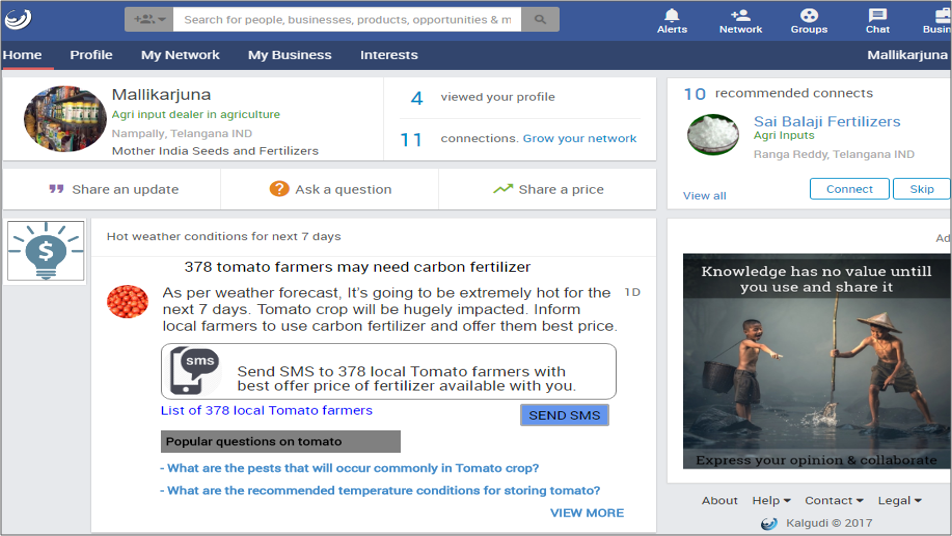 Search for people, businesses, products, opportunities & m
Alerts
Network
Groups
Chat
Busin
Home
Profile
My Network
My Business
Interests
Mallikarjuna
Mallikarjuna
Agri input dealer in agriculture
Nampally, Telangana IND
Mother India Seeds and Fertilizers
4 viewed your profile
11 connections. Grow your network
10 recommended connects
Sai Balaji Fertilizers
Agri Inputs
Ranga Reddy, Telangana IND
View all
Connect
Skip
Share an update
Ask a question
Share a price
Hot weather conditions for next 7 days
378 tomato farmers may need carbon fertilizer
As per weather forecast, It's going to be extremely hot for the 1D
next 7 days. Tomato crop will be hugely impacted. Inform
local farmers to use carbon fertilizer and offer them best price.
sms
Send SMS to 378 local Tomato farmers with
best offer price of fertilizer available with you.
List of 378 local Tomato farmers
SEND SMS
Popular questions on tomato
- What are the pests that will occur commonly in Tomato crop?
- What are the recommended temperature conditions for storing tomato?
VIEW MORE
Ad
Knowledge has no value untill
you use and share it
Express your opinion & collaborate
About Help Contact Legal
Kalgudi © 2017